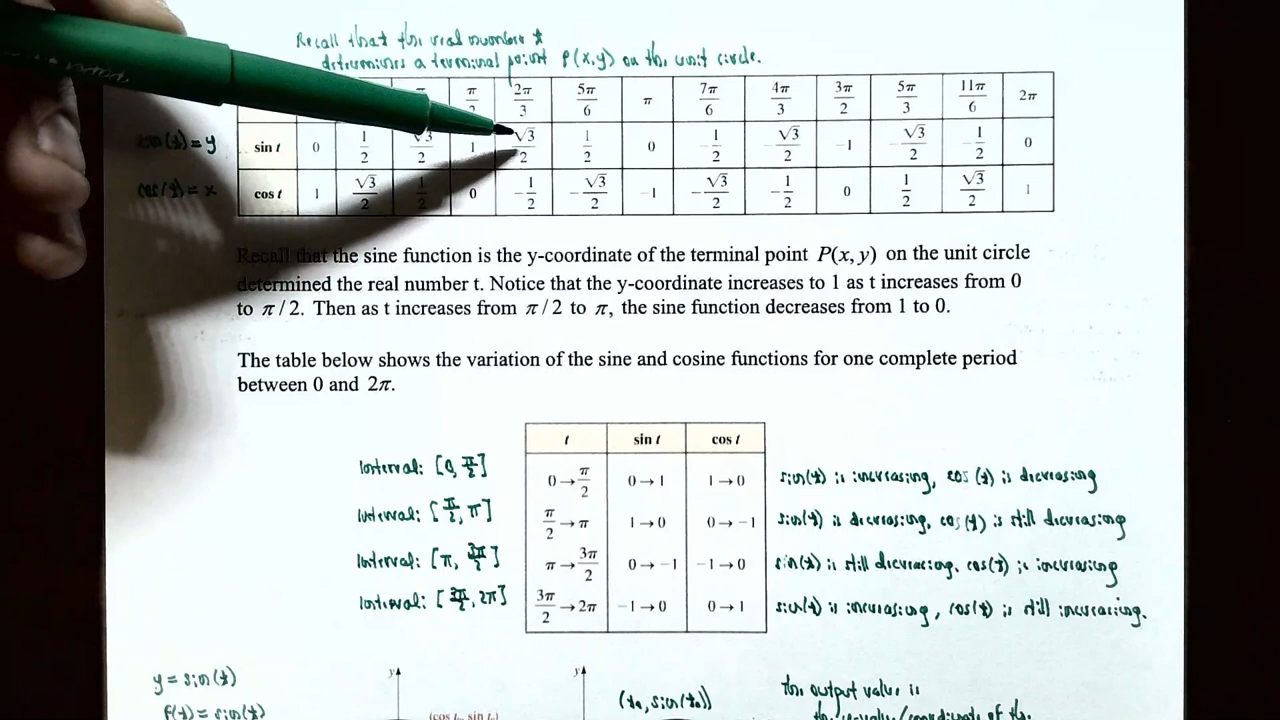 Recall that the real number t
determines a terminal point P(x,y) on the unit circle.
π/2 2π/3 5π/6 π 7π/6 4π/3 3π/2 5π/3 11π/6 2π
sin(t) = y
sin t 0 1/2 √3/2 1 √3/2 1/2 0 -1/2 -√3/2 -1 -√3/2 -1/2 0
cos(t) = x
cos t 1 √3/2 1/2 0 -1/2 -√3/2 -1 -√3/2 -1/2 0 1/2 √3/2 1
Recall that the sine function is the y-coordinate of the terminal point P(x, y) on the unit circle
determined the real number t. Notice that the y-coordinate increases to 1 as t increases from 0
to π / 2. Then as t increases from π / 2 to π, the sine function decreases from 1 to 0.
The table below shows the variation of the sine and cosine functions for one complete period
between 0 and 2π.
t sin t cos t
Interval: [0, π/2] 0→π/2 0→1 1→0 sin(t) is increasing, cos(t) is decreasing
Interval: [π/2, π] π/2→π 1→0 0→-1 sin(t) is decreasing, cos(t) is still decreasing
Interval: [π, 3π/2] π→3π/2 0→-1 -1→0 sin(t) is still decreasing, cos(t) is increasing
Interval: [3π/2, 2π] 3π/2→2π -1→0 0→1 sin(t) is increasing, cos(t) is still increasing.
y = sin(t)
f(t) = sin(t)
y
y
(t₀, sin(t₀))
the output value is